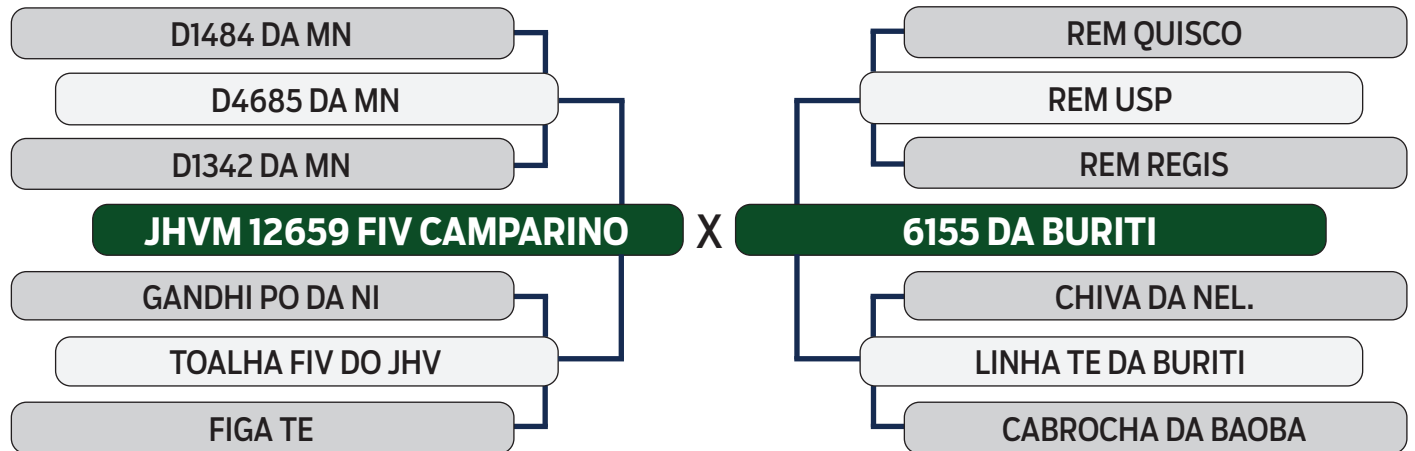 D1484 DA MN
D4685 DA MN
D1342 DA MN
JHVM 12659 FIV CAMPARINO
GANDHI PO DA NI
TOALHA FIV DO JHV
FIGA TE
X
REM QUISCO
REM USP
REM REGIS
6155 DA BURITI
CHIVA DA NEL.
LINHA TE DA BURITI
CABROCHA DA BAOBA